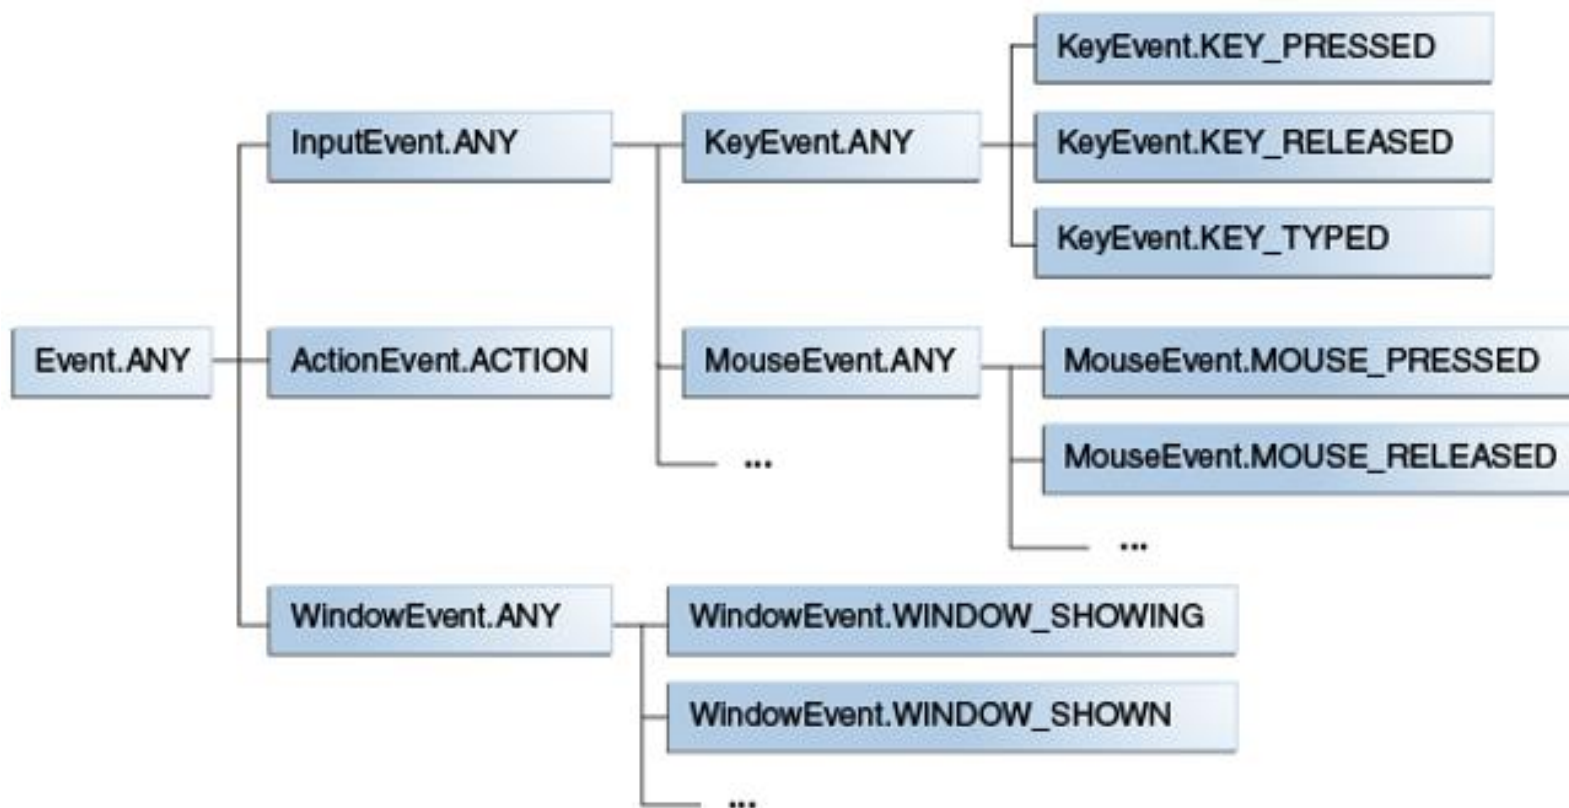 KeyEvent.KEY_PRESSED
InputEvent.ANY
KeyEvent.ANY
KeyEvent.KEY_RELEASED
KeyEvent.KEY_TYPED
Event.ANY
ActionEvent.ACTION
MouseEvent.ANY
MouseEvent.MOUSE_PRESSED
...
MouseEvent.MOUSE_RELEASED
...
WindowEvent.ANY
WindowEvent.WINDOW_SHOWING
WindowEvent.WINDOW_SHOWN
...